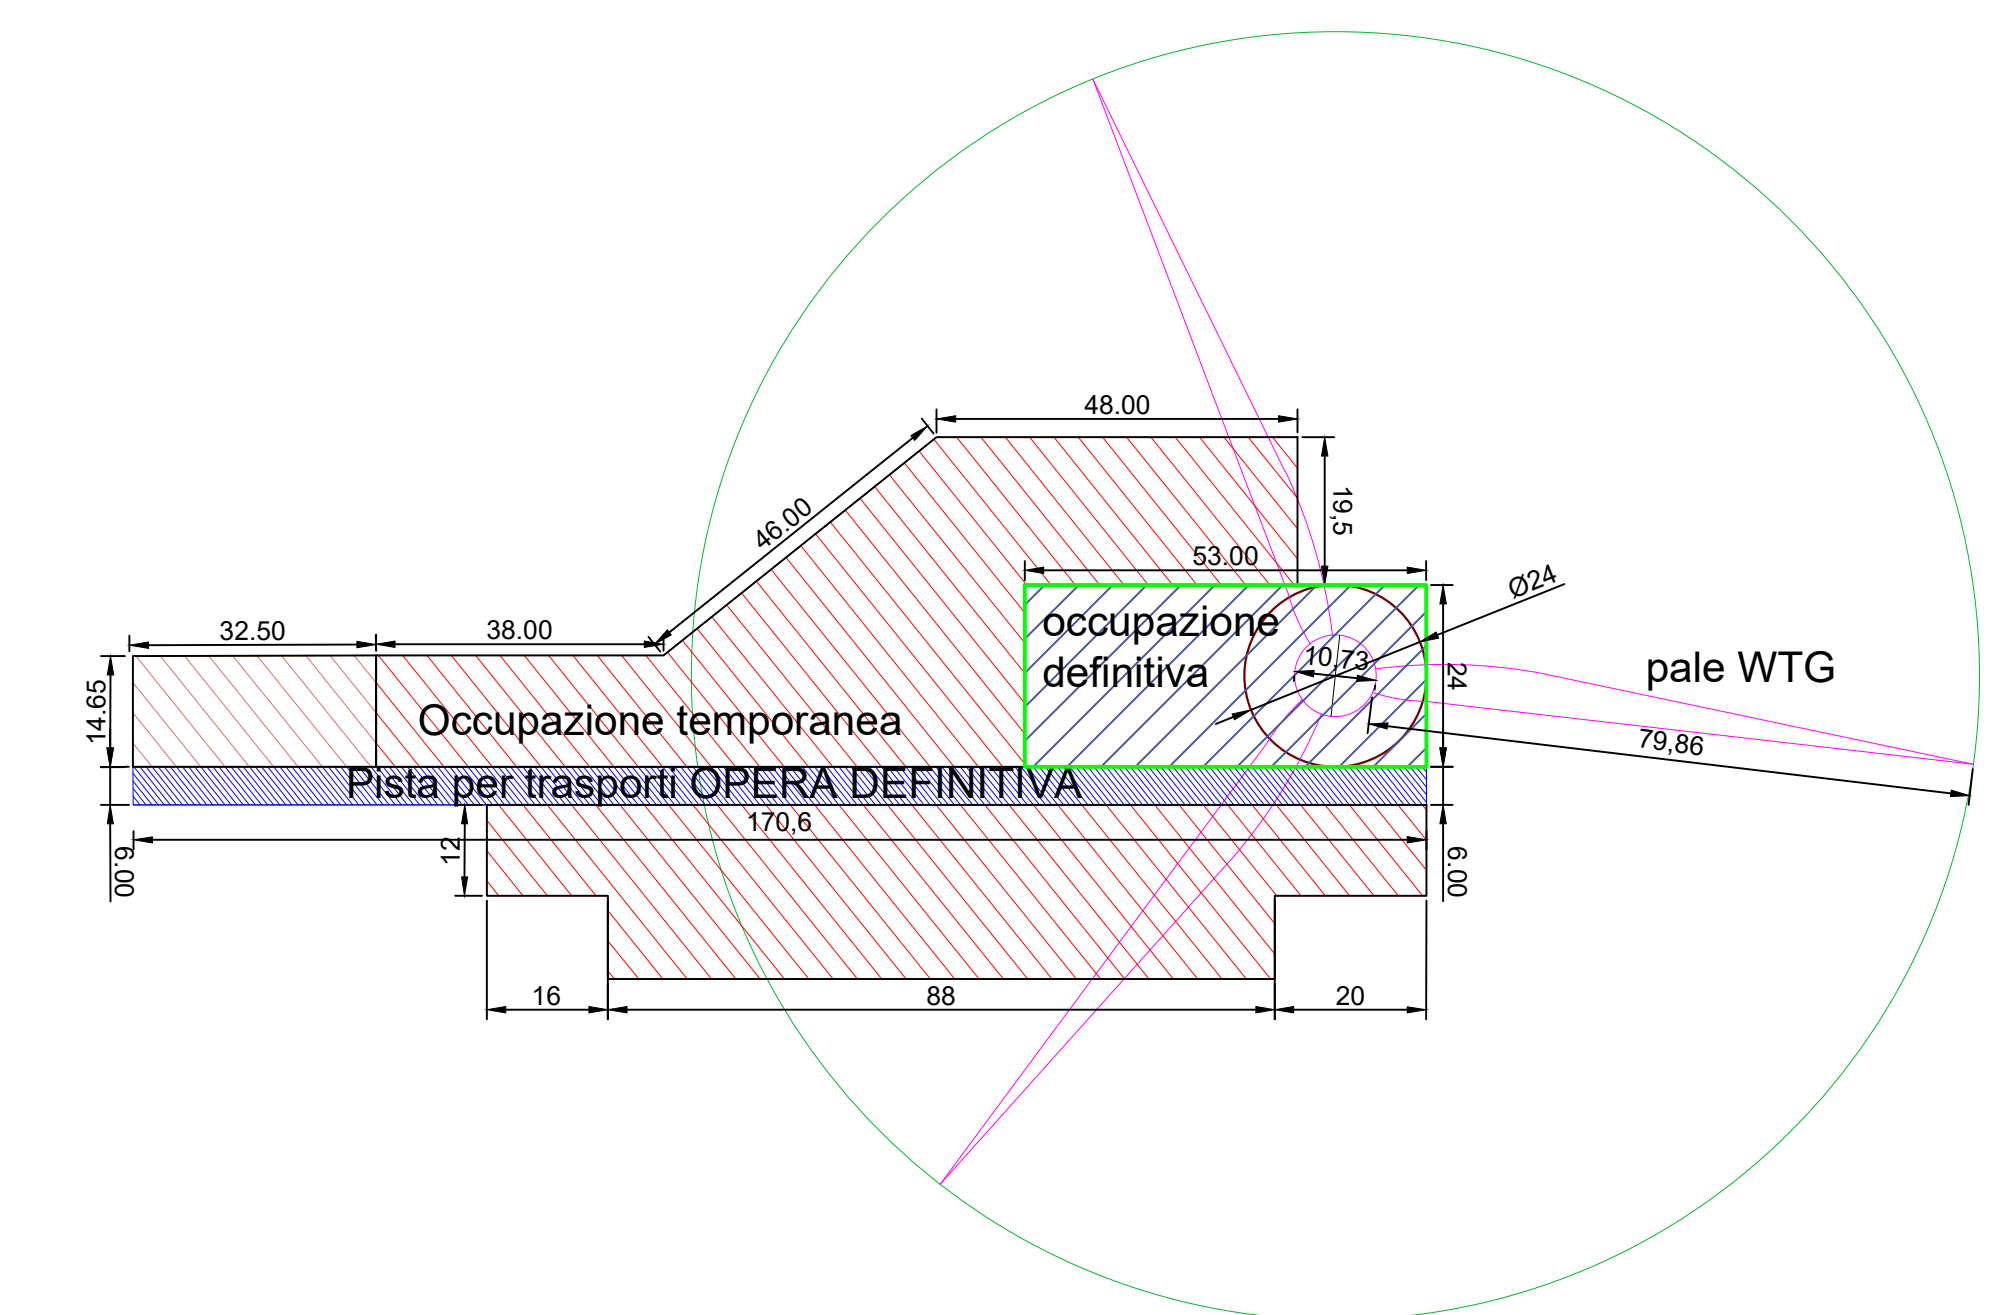 48.00
19,5
46.00
53.00
Ø24
32.50
38.00
occupazione
definitiva
10,73
24
pale WTG
14.65
Occupazione temporanea
79,86
Pista per trasporti OPERA DEFINITIVA
170,6
12
6.00
6.00
16
88
20